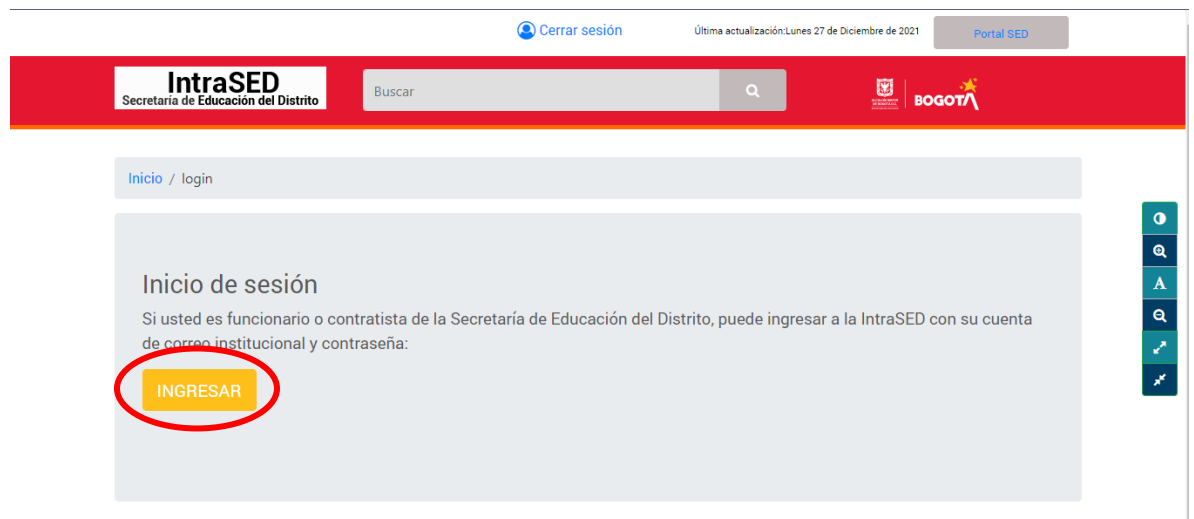 Cerrar sesión
Última actualización:Lunes 27 de Diciembre de 2021
Portal SED
IntraSED
Secretaría de Educación del Distrito
Buscar
BOGOTÁ
Inicio / login
Inicio de sesión
Si usted es funcionario o contratista de la Secretaría de Educación del Distrito, puede ingresar a la IntraSED con su cuenta
de correo institucional y contraseña:
INGRESAR
A